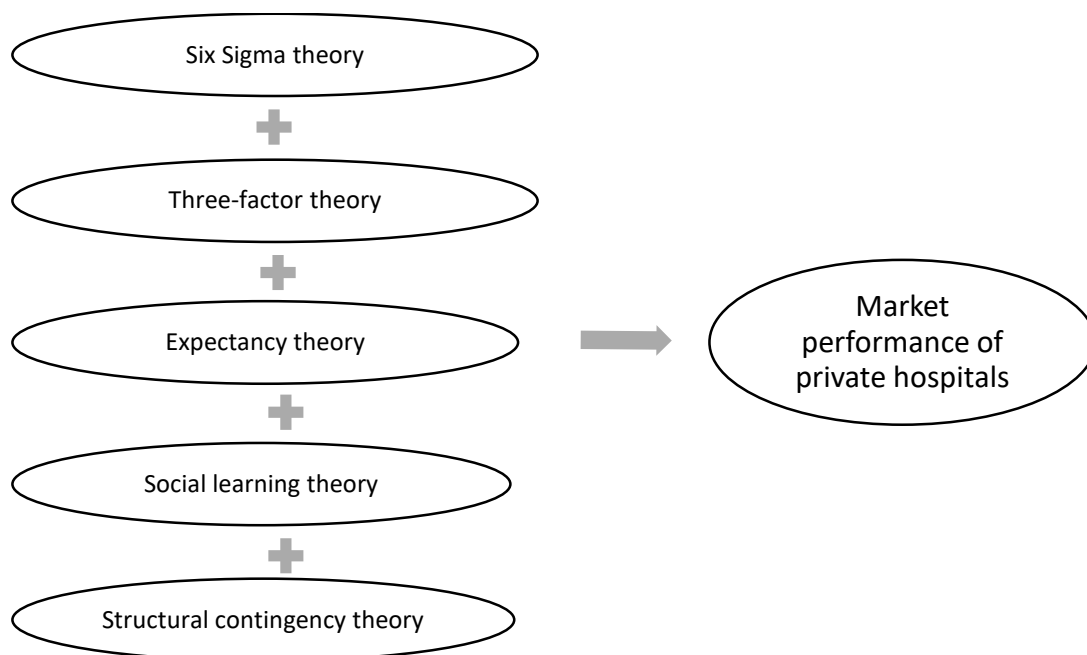 Six Sigma theory
Three-factor theory
Expectancy theory
Social learning theory
Structural contingency theory
Market
performance of
private hospitals